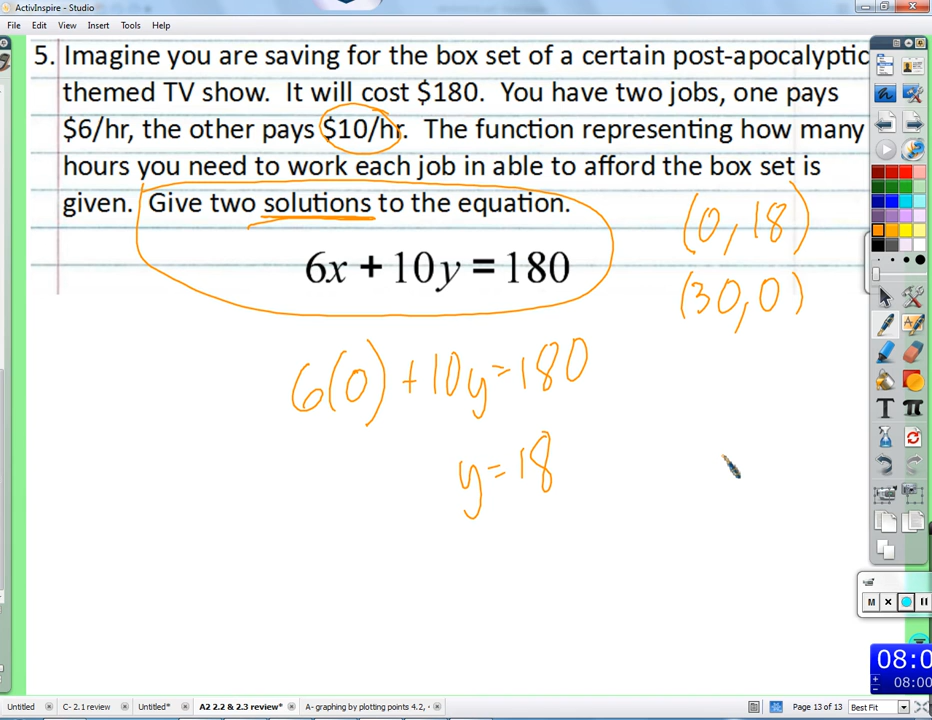 ActivInspire - Studio
File Edit View Insert Tools Help
5. Imagine you are saving for the box set of a certain post-apocalyptic
themed TV show. It will cost $180. You have two jobs, one pays
$6/hr, the other pays $10/hr. The function representing how many
hours you need to work each job in able to afford the box set is
given. Give two solutions to the equation.
6x + 10y = 180
(0, 18)
(30, 0)
6(0) + 10y = 180
y = 18
M
08:0
08:00
Untitled C- 2.1 review Untitled* A2 2.2 & 2.3 review* A- graphing by plotting points 4.2, Page 13 of 13 Best Fit